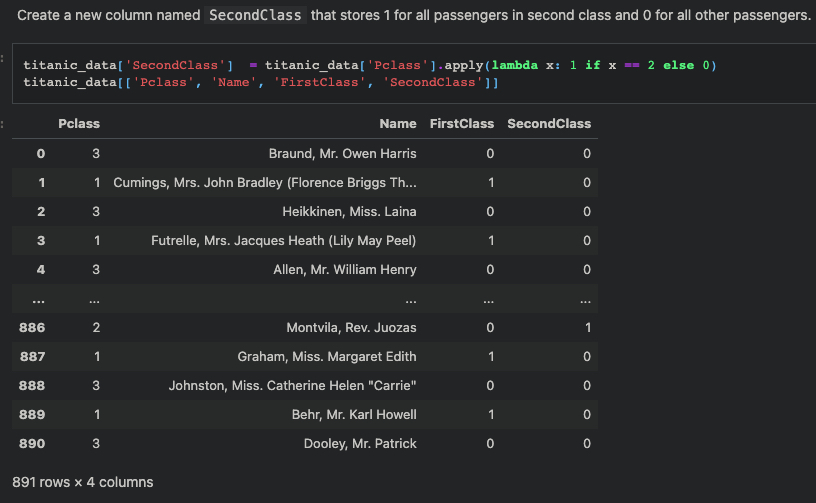 Create a new column named SecondClass that stores 1 for all passengers in second class and 0 for all other passengers.
titanic_data['SecondClass']  = titanic_data['Pclass'].apply(lambda x: 1 if x == 2 else 0)
titanic_data[['Pclass', 'Name', 'FirstClass', 'SecondClass']]
Pclass Name FirstClass SecondClass
0 3 Braund, Mr. Owen Harris 0 0
1 1 Cumings, Mrs. John Bradley (Florence Briggs Th... 1 0
2 3 Heikkinen, Miss. Laina 0 0
3 1 Futrelle, Mrs. Jacques Heath (Lily May Peel) 1 0
4 3 Allen, Mr. William Henry 0 0
... ... ... ... ...
886 2 Montvila, Rev. Juozas 0 1
887 1 Graham, Miss. Margaret Edith 1 0
888 3 Johnston, Miss. Catherine Helen "Carrie" 0 0
889 1 Behr, Mr. Karl Howell 1 0
890 3 Dooley, Mr. Patrick 0 0
891 rows × 4 columns